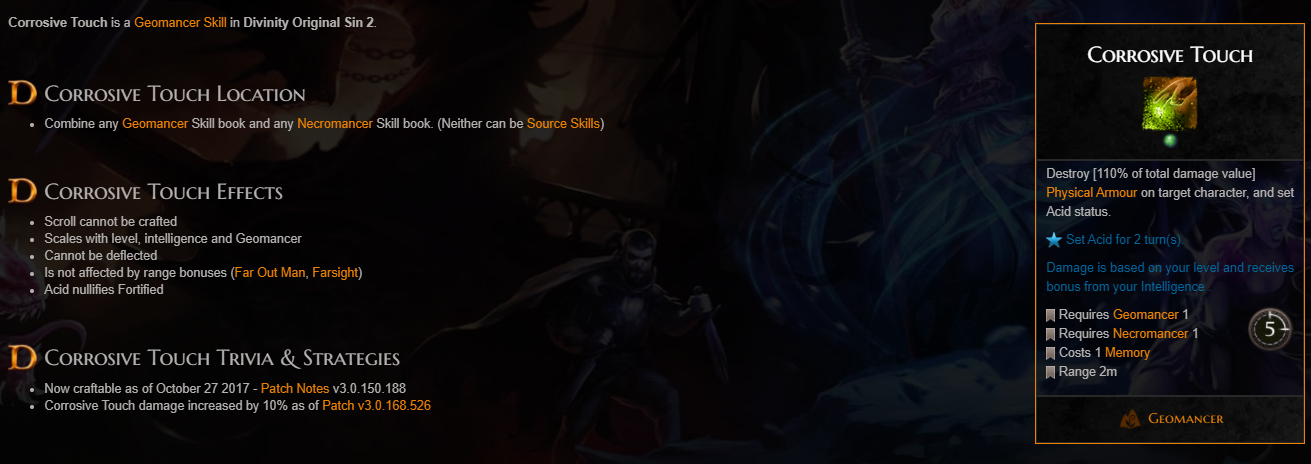 Corrosive Touch is a Geomancer Skill in Divinity Original Sin 2.
Corrosive Touch Location
Combine any Geomancer Skill book and any Necromancer Skill book. (Neither can be Source Skills)
Corrosive Touch Effects
Scroll cannot be crafted
Scales with level, intelligence and Geomancer
Cannot be deflected
Is not affected by range bonuses (Far Out Man, Farsight)
Acid nullifies Fortified
Corrosive Touch Trivia & Strategies
Now craftable as of October 27 2017 - Patch Notes v3.0.150.188
Corrosive Touch damage increased by 10% as of Patch v3.0.168.526
Corrosive Touch
Destroy [110% of total damage value]
Physical Armour on target character, and set
Acid status.
Set Acid for 2 turn(s).
Damage is based on your level and receives
bonus from your Intelligence.
Requires Geomancer 1
Requires Necromancer 1
5
Costs 1 Memory
Range 2m
Geomancer